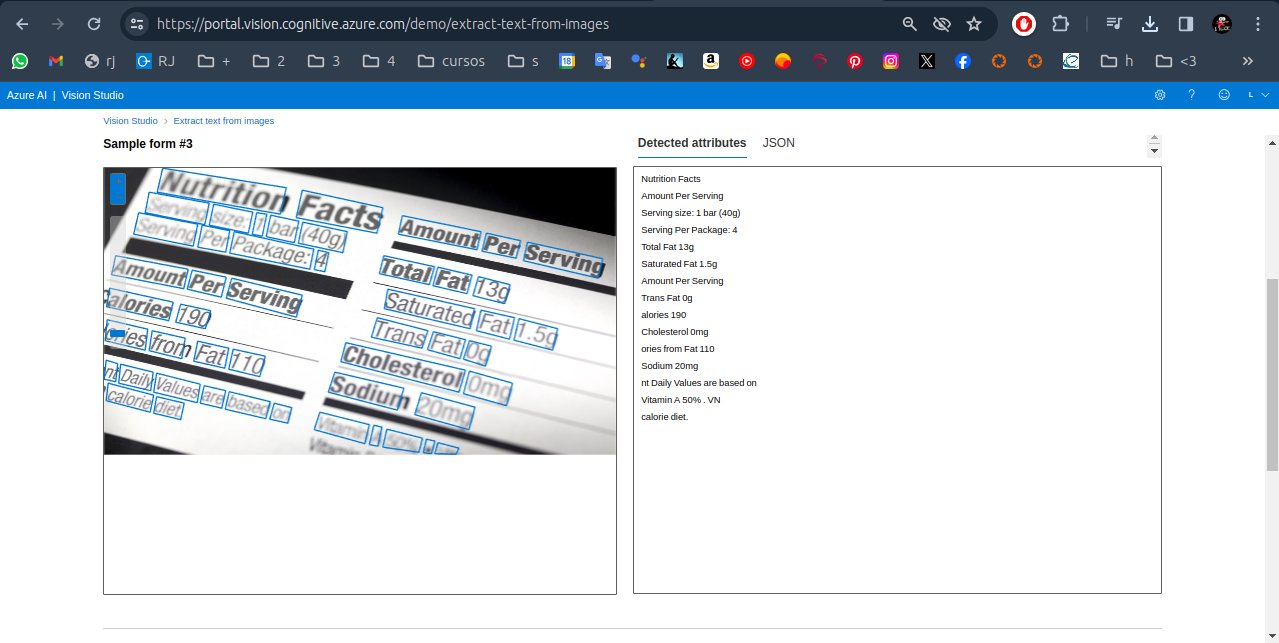 https://portal.vision.cognitive.azure.com/demo/extract-text-from-images
rj
RJ
+
2
3
4
cursos
s
18
h
<3
»
Azure AI | Vision Studio
?
L
Vision Studio > Extract text from images
Sample form #3
Nutrition Facts
Serving size: 1 bar (40g)
Serving Per Package: 4
Amount Per Serving
alories 190
ories from Fat 110
nt Daily Values are based on
calorie diet.
Amount Per Serving
Total Fat 13g
Saturated Fat 1.5g
Trans Fat 0g
Cholesterol 0mg
Sodium 20mg
Vitamin A 50%
Detected attributes
JSON
Nutrition Facts
Amount Per Serving
Serving size: 1 bar (40g)
Serving Per Package: 4
Total Fat 13g
Saturated Fat 1.5g
Amount Per Serving
Trans Fat 0g
alories 190
Cholesterol 0mg
ories from Fat 110
Sodium 20mg
nt Daily Values are based on
Vitamin A 50% . VN
calorie diet.